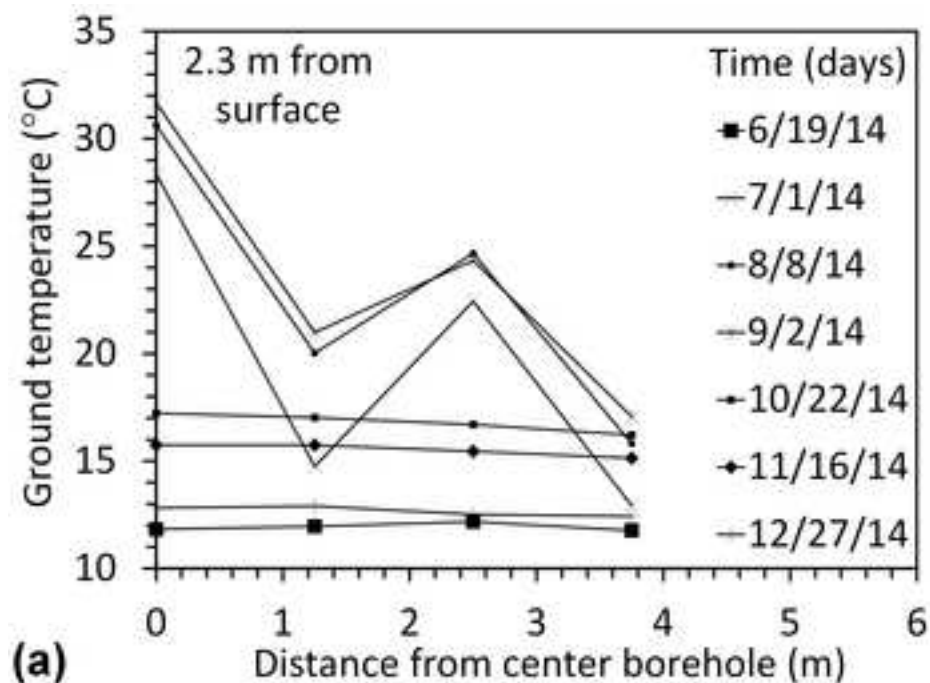 35
30
25
20
15
10
Ground temperature (°C)
2.3 m from
surface
Time (days)
6/19/14
7/1/14
8/8/14
9/2/14
10/22/14
11/16/14
12/27/14
0 1 2 3 4 5 6
(a) Distance from center borehole (m)